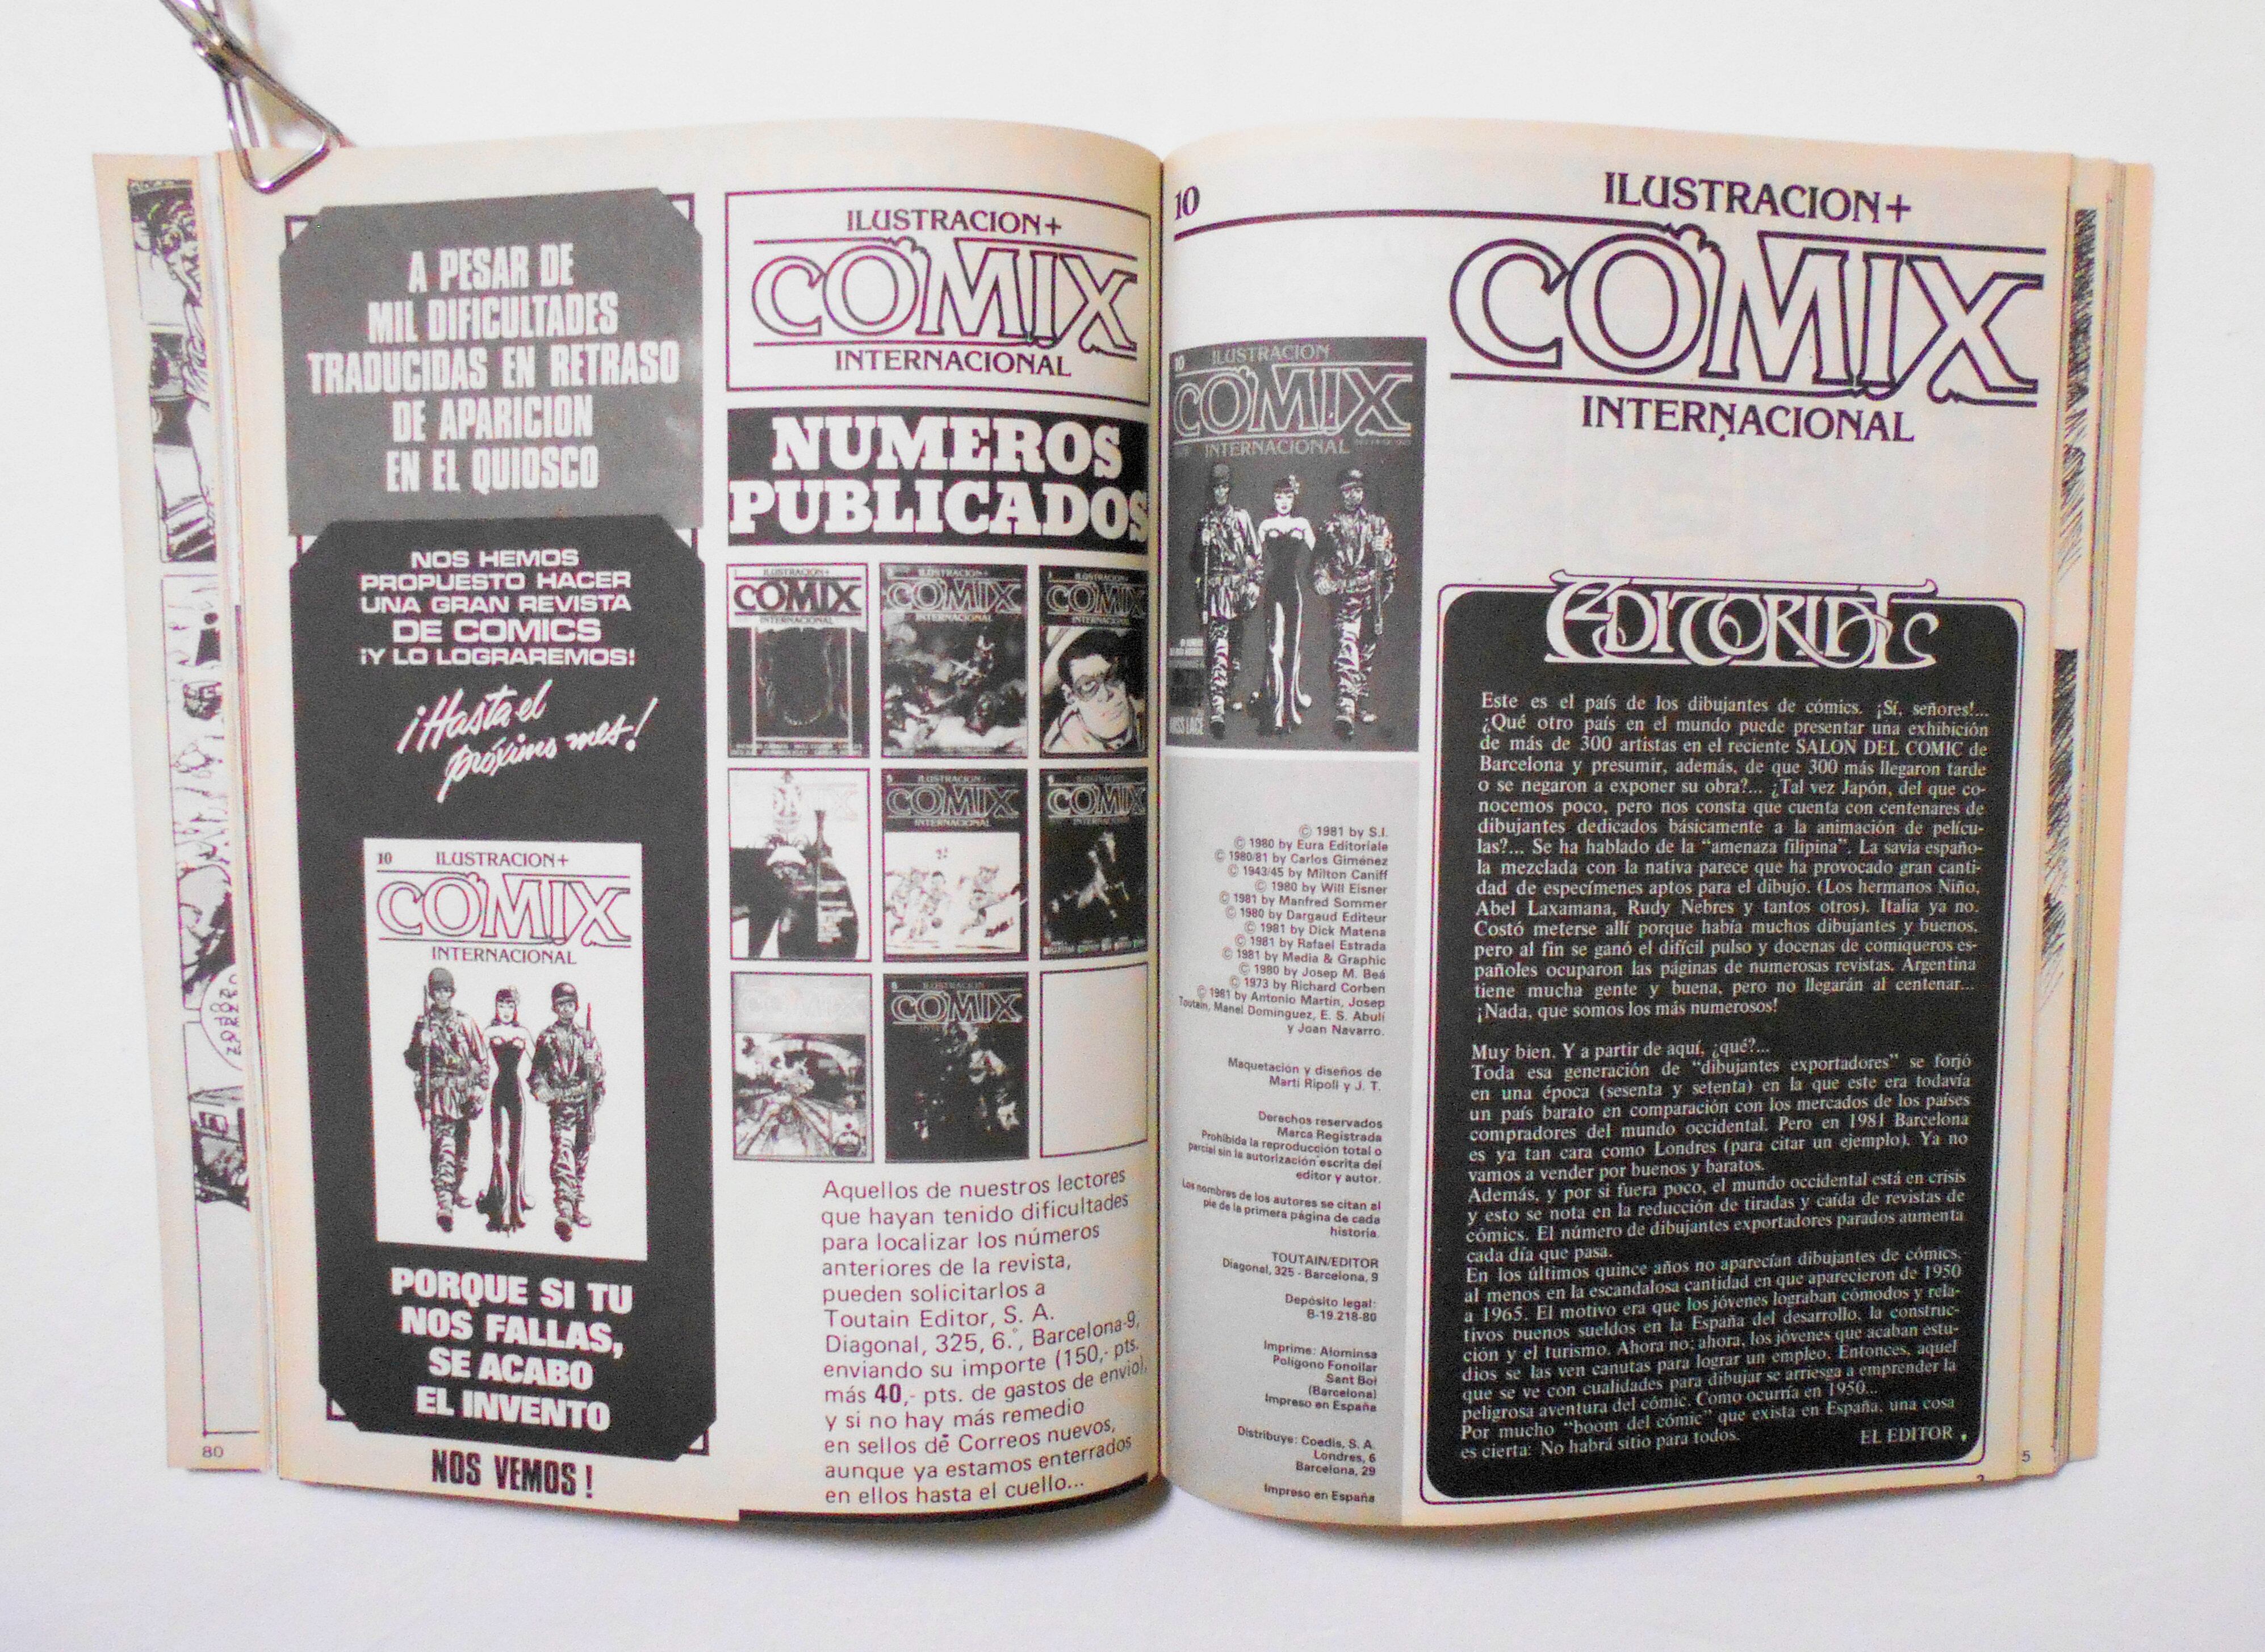 A PESAR DE
MIL DIFICULTADES
TRADUCIDAS EN RETRASO
DE APARICION
EN EL QUIOSCO
NOS HEMOS
PROPUESTO HACER
UNA GRAN REVISTA
DE COMICS
¡Y LO LOGRAREMOS!
¡Hasta el
próximo mes!
10 ILUSTRACION+
COMIX
INTERNACIONAL
PORQUE SI TU
NOS FALLAS,
SE ACABO
EL INVENTO
NOS VEMOS!
80
ILUSTRACION+
COMIX
INTERNACIONAL
NUMEROS
PUBLICADOS
ILUSTRACION+
COMIX
INTERNACIONAL
COMIX
INTERNACIONAL
ILUSTRACION+
COMIX
INTERNACIONAL
5 ILUSTRACION+
COMIX
INTERNACIONAL
ILUSTRACION+
COMIX
INTERNACIONAL
8 ILUSTRACION
COMIX
Aquellos de nuestros lectores
que hayan tenido dificultades
para localizar los números
anteriores de la revista,
pueden solicitarlos a
Toutain Editor, S. A.
Diagonal, 325, 6.°, Barcelona-9,
enviando su importe (150,- pts.
más 40,- pts. de gastos de envio),
y si no hay más remedio
en sellos de Correos nuevos,
aunque ya estamos enterrados
en ellos hasta el cuello...
10
ILUSTRACION+
COMIX
INTERNACIONAL
10 ILUSTRACION
COMIX
INTERNACIONAL
MISS LACE
© 1981 by S.I.
© 1980 by Eura Editoriale
© 1980/81 by Carlos Giménez
© 1943/45 by Milton Caniff
© 1980 by Will Eisner
© 1981 by Manfred Sommer
© 1980 by Dargaud Editeur
© 1981 by Dick Matena
© 1981 by Rafael Estrada
© 1981 by Media & Graphic
© 1980 by Josep M. Beá
© 1973 by Richard Corben
© 1981 by Antonio Martín, Josep
Toutain, Manel Domínguez, E. S. Abulí
y Joan Navarro.
Maquetación y diseños de
Martí Ripoll y J. T.
Derechos reservados
Marca Registrada
Prohibida la reproducción total o
parcial sin la autorización escrita del
editor y autor.
Los nombres de los autores se citan al
pie de la primera página de cada
historia.
TOUTAIN/EDITOR
Diagonal, 325 - Barcelona, 9
Depósito legal:
B-19.218-80
Imprime: Alominsa
Polígono Fonollar
Sant Boi
(Barcelona)
Impreso en España
Distribuye: Coedis, S. A.
Londres, 6
Barcelona, 29
Impreso en España
EDITORIAL
Este es el país de los dibujantes de cómics. ¡Sí, señores!...
¿Qué otro país en el mundo puede presentar una exhibición
de más de 300 artistas en el reciente SALON DEL COMIC de
Barcelona y presumir, además, de que 300 más llegaron tarde
o se negaron a exponer su obra?... ¿Tal vez Japón, del que co-
nocemos poco, pero nos consta que cuenta con centenares de
dibujantes dedicados básicamente a la animación de pelícu-
las?... Se ha hablado de la "amenaza filipina". La savia españo-
la mezclada con la nativa parece que ha provocado gran canti-
dad de especímenes aptos para el dibujo. (Los hermanos Niño,
Abel Laxamana, Rudy Nebres y tantos otros). Italia ya no.
Costó meterse allí porque había muchos dibujantes y buenos,
pero al fin se ganó el difícil pulso y docenas de comiqueros es-
pañoles ocuparon las páginas de numerosas revistas. Argentina
tiene mucha gente y buena, pero no llegarán al centenar...
¡Nada, que somos los más numerosos!
Muy bien. Y a partir de aquí, ¿qué?...
Toda esa generación de "dibujantes exportadores" se forjó
en una época (sesenta y setenta) en la que este era todavía
un país barato en comparación con los mercados de los países
compradores del mundo occidental. Pero en 1981 Barcelona
es ya tan cara como Londres (para citar un ejemplo). Ya no
vamos a vender por buenos y baratos.
Además, y por si fuera poco, el mundo occidental está en crisis
y esto se nota en la reducción de tiradas y caída de revistas de
cómics. El número de dibujantes exportadores parados aumenta
cada día que pasa.
En los últimos quince años no aparecían dibujantes de cómics,
al menos en la escandalosa cantidad en que aparecieron de 1950
a 1965. El motivo era que los jóvenes lograban cómodos y rela-
tivos buenos sueldos en la España del desarrollo, la construc-
ción y el turismo. Ahora no; ahora, los jóvenes que acaban estu-
dios se las ven canutas para lograr un empleo. Entonces, aquel
que se ve con cualidades para dibujar se arriesga a emprender la
peligrosa aventura del cómic. Como ocurría en 1950...
Por mucho "boom del cómic" que exista en España, una cosa
es cierta: No habrá sitio para todos.
EL EDITOR
3
5